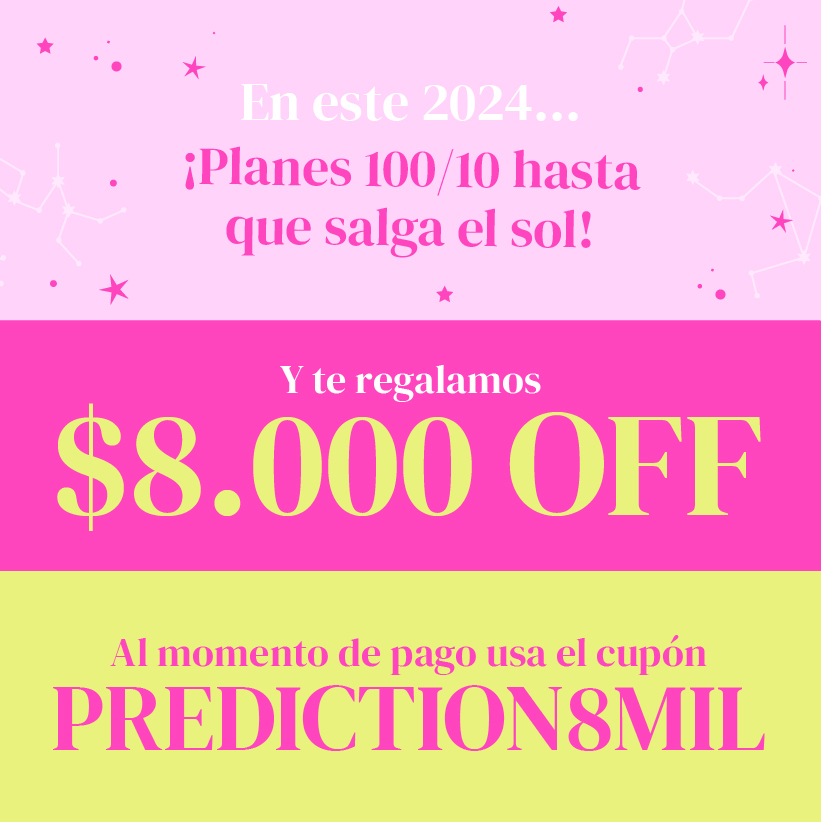 En este 2024...
¡Planes 100/10 hasta
que salga el sol!
Y te regalamos
$8.000 OFF
Al momento de pago usa el cupón
PREDICTION8MIL